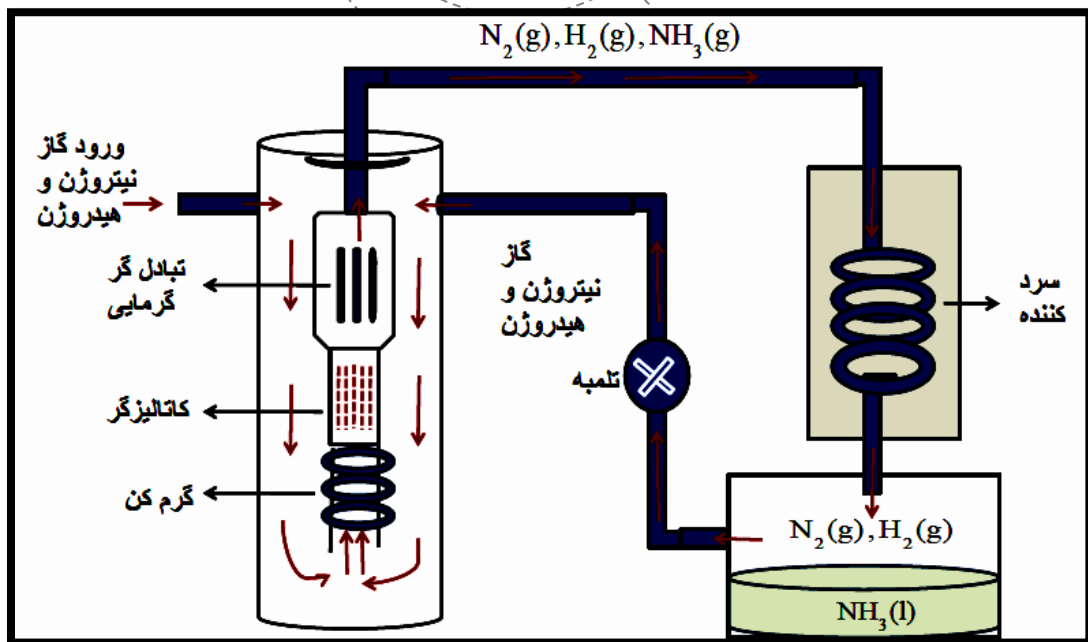 N₂(g), H₂(g), NH₃(g)
ورود گاز
نیتروژن و
هیدروژن
تبادل گر
گرمایی
کاتالیزگر
گرم کن
گاز
نیتروژن و
هیدروژن
تلمبه
سرد
کننده
N₂(g), H₂(g)
NH₃(l)